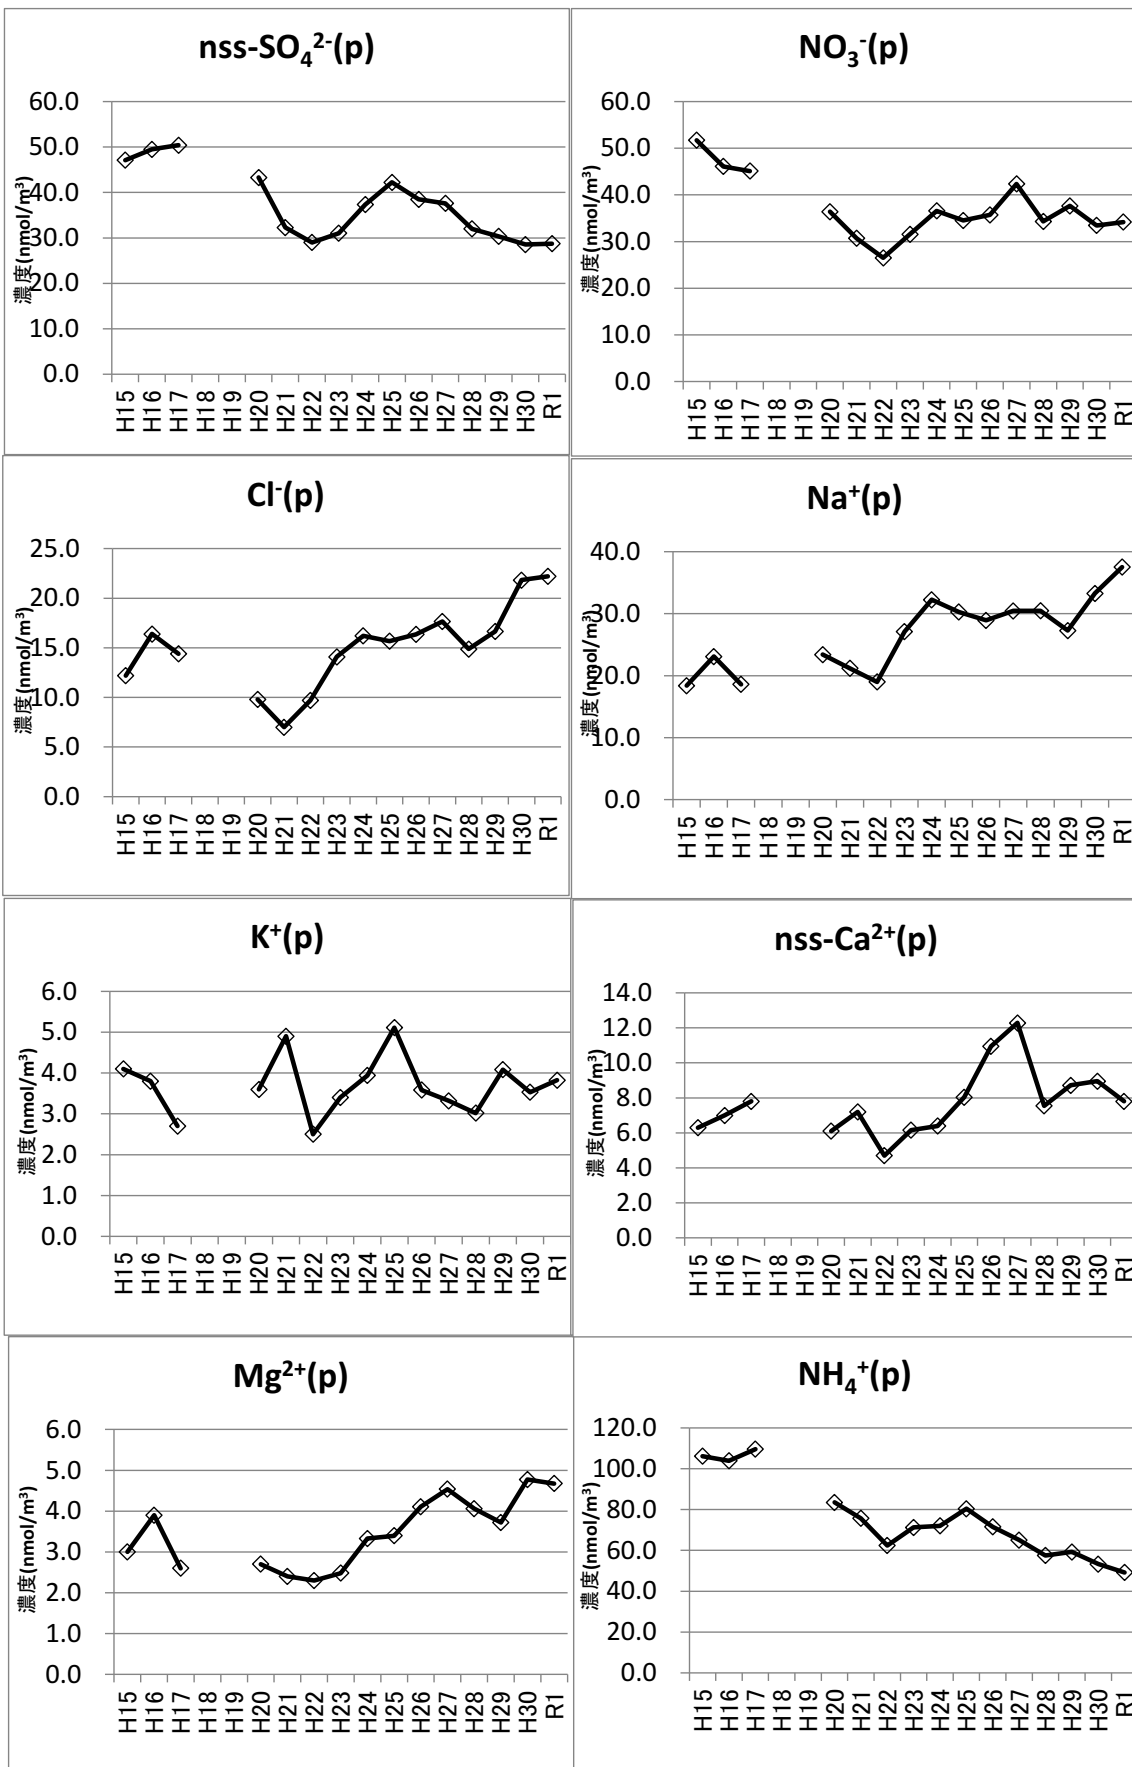 nss-SO₄²⁻(p)
濃度(nmol/m³)
60.0
50.0
40.0
30.0
20.0
10.0
0.0
H15 H16 H17 H18 H19 H20 H21 H22 H23 H24 H25 H26 H27 H28 H29 H30 R1
NO₃⁻(p)
濃度(nmol/m³)
60.0
50.0
40.0
30.0
20.0
10.0
0.0
H15 H16 H17 H18 H19 H20 H21 H22 H23 H24 H25 H26 H27 H28 H29 H30 R1
Cl⁻(p)
濃度(nmol/m³)
25.0
20.0
15.0
10.0
5.0
0.0
H15 H16 H17 H18 H19 H20 H21 H22 H23 H24 H25 H26 H27 H28 H29 H30 R1
Na⁺(p)
濃度(nmol/m³)
40.0
30.0
20.0
10.0
0.0
H15 H16 H17 H18 H19 H20 H21 H22 H23 H24 H25 H26 H27 H28 H29 H30 R1
K⁺(p)
濃度(nmol/m³)
6.0
5.0
4.0
3.0
2.0
1.0
0.0
H15 H16 H17 H18 H19 H20 H21 H22 H23 H24 H25 H26 H27 H28 H29 H30 R1
nss-Ca²⁺(p)
濃度(nmol/m³)
14.0
12.0
10.0
8.0
6.0
4.0
2.0
0.0
H15 H16 H17 H18 H19 H20 H21 H22 H23 H24 H25 H26 H27 H28 H29 H30 R1
Mg²⁺(p)
濃度(nmol/m³)
6.0
5.0
4.0
3.0
2.0
1.0
0.0
H15 H16 H17 H18 H19 H20 H21 H22 H23 H24 H25 H26 H27 H28 H29 H30 R1
NH₄⁺(p)
濃度(nmol/m³)
120.0
100.0
80.0
60.0
40.0
20.0
0.0
H15 H16 H17 H18 H19 H20 H21 H22 H23 H24 H25 H26 H27 H28 H29 H30 R1